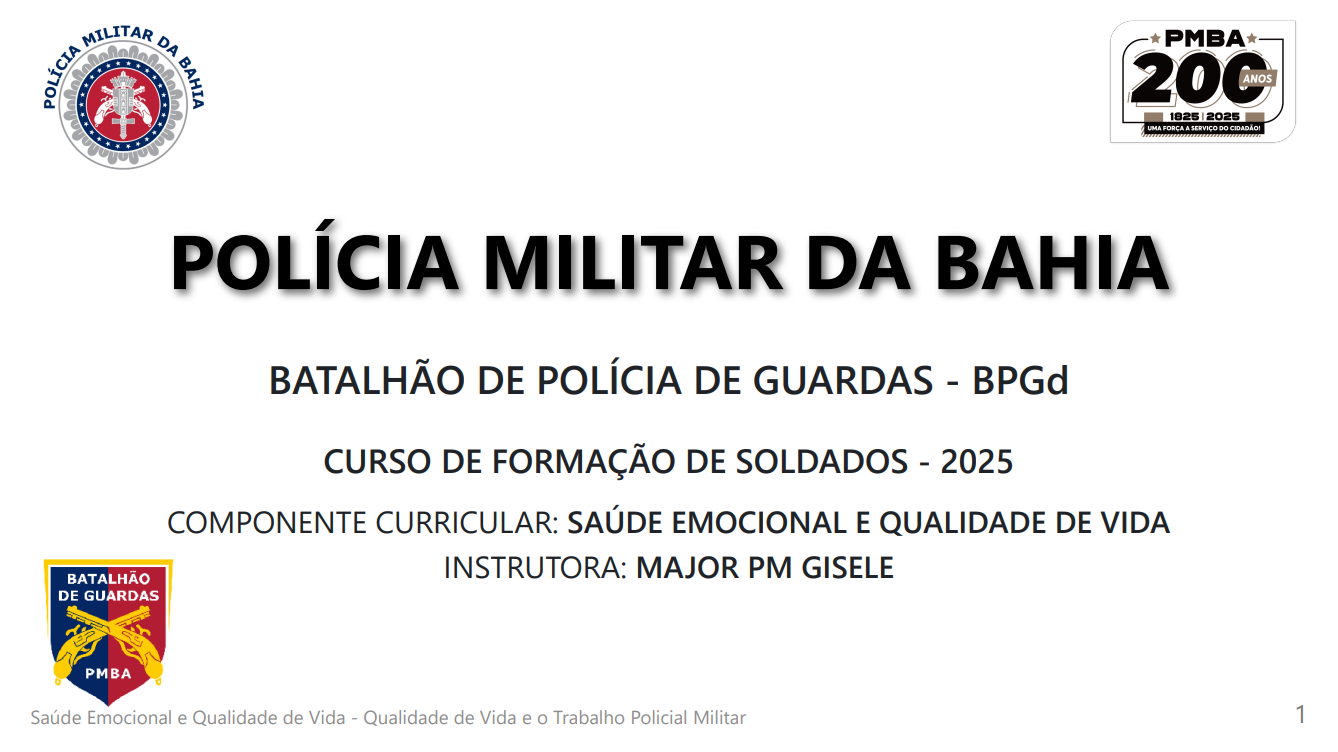 POLÍCIA MILITAR DA BAHIA
PMBA
200
ANOS
1825 | 2025
UMA FORÇA A SERVIÇO DO CIDADÃO!
POLÍCIA MILITAR DA BAHIA
BATALHÃO DE POLÍCIA DE GUARDAS - BPGd
CURSO DE FORMAÇÃO DE SOLDADOS - 2025
COMPONENTE CURRICULAR: SAÚDE EMOCIONAL E QUALIDADE DE VIDA
INSTRUTORA: MAJOR PM GISELE
BATALHÃO
DE GUARDAS
PMBA
Saúde Emocional e Qualidade de Vida - Qualidade de Vida e o Trabalho Policial Militar
1